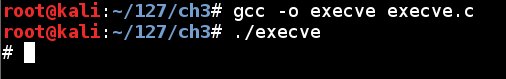 root@kali:~/127/ch3# gcc -o execve execve.c
root@kali:~/127/ch3# ./execve
#